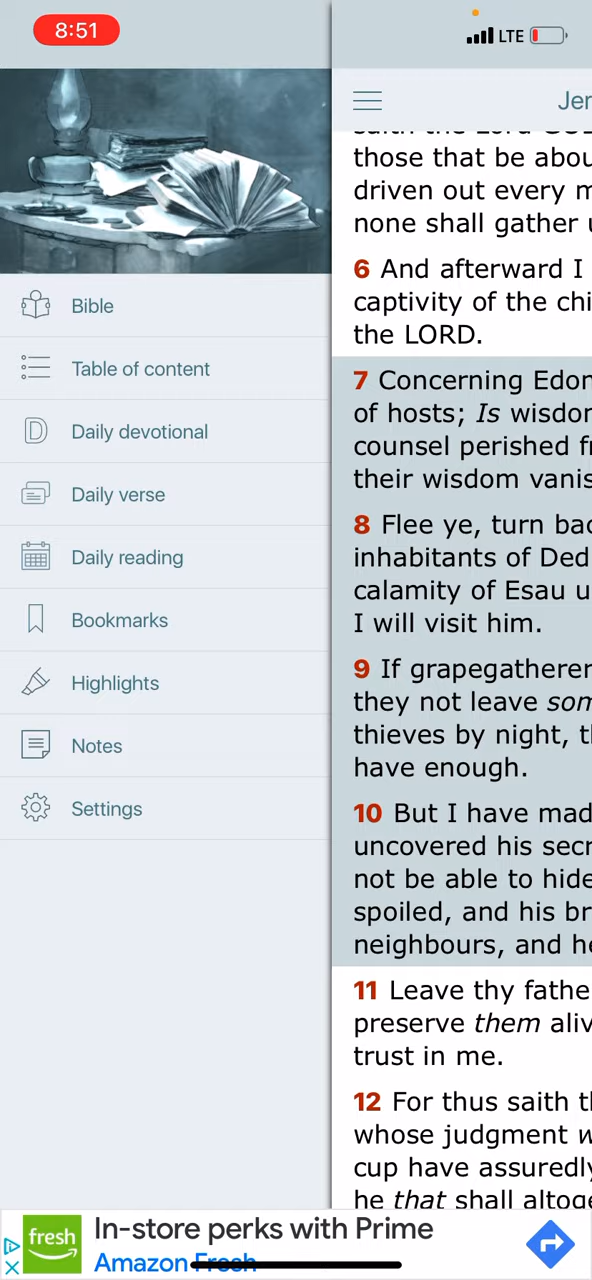 8:51
LTE
Bible
Table of content
Daily devotional
Daily verse
Daily reading
Bookmarks
Highlights
Notes
Settings
Jer
saith the Lord GOD
those that be abou
driven out every m
none shall gather u
6 And afterward I
captivity of the chi
the LORD.
7 Concerning Edom
of hosts; Is wisdom
counsel perished fr
their wisdom vanis
8 Flee ye, turn bac
inhabitants of Ded
calamity of Esau u
I will visit him.
9 If grapegatherer
they not leave som
thieves by night, th
have enough.
10 But I have mad
uncovered his secr
not be able to hide
spoiled, and his br
neighbours, and he
11 Leave thy fathe
preserve them aliv
trust in me.
12 For thus saith th
whose judgment w
cup have assuredly
he that shall altoge
fresh
In-store perks with Prime
Amazon Fresh